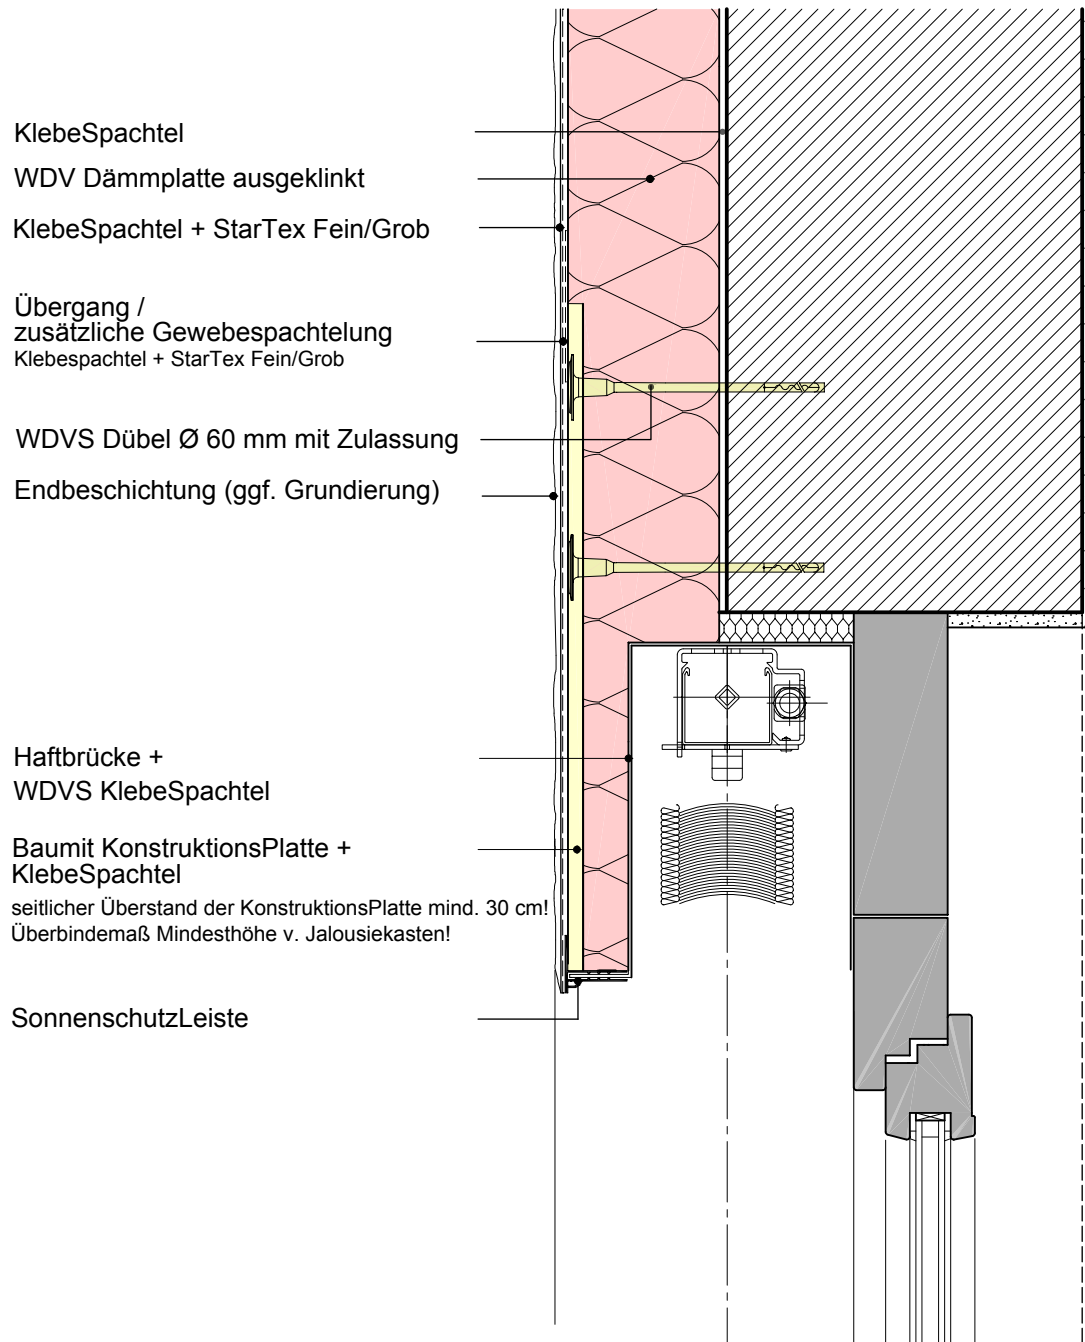 KlebeSpachtel
WDV Dämmplatte ausgeklinkt
KlebeSpachtel + StarTex Fein/Grob
Übergang /
zusätzliche Gewebespachtelung
Klebespachtel + StarTex Fein/Grob
WDVS Dübel Ø 60 mm mit Zulassung
Endbeschichtung (ggf. Grundierung)
Haftbrücke +
WDVS KlebeSpachtel
Baumit KonstruktionsPlatte +
KlebeSpachtel
seitlicher Überstand der KonstruktionsPlatte mind. 30 cm!
Überbindemaß Mindesthöhe v. Jalousiekasten!
SonnenschutzLeiste